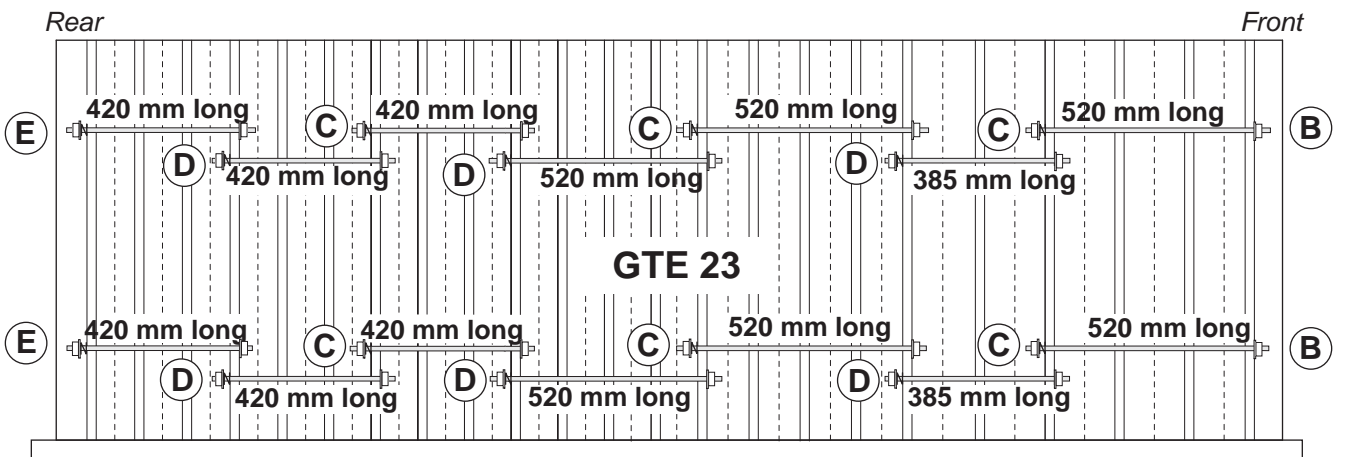 Rear Front
420 mm long 420 mm long 520 mm long 520 mm long
E C C C B
D 420 mm long D 520 mm long D 385 mm long
GTE 23
420 mm long 420 mm long 520 mm long 520 mm long
E C C C B
D 420 mm long D 520 mm long D 385 mm long